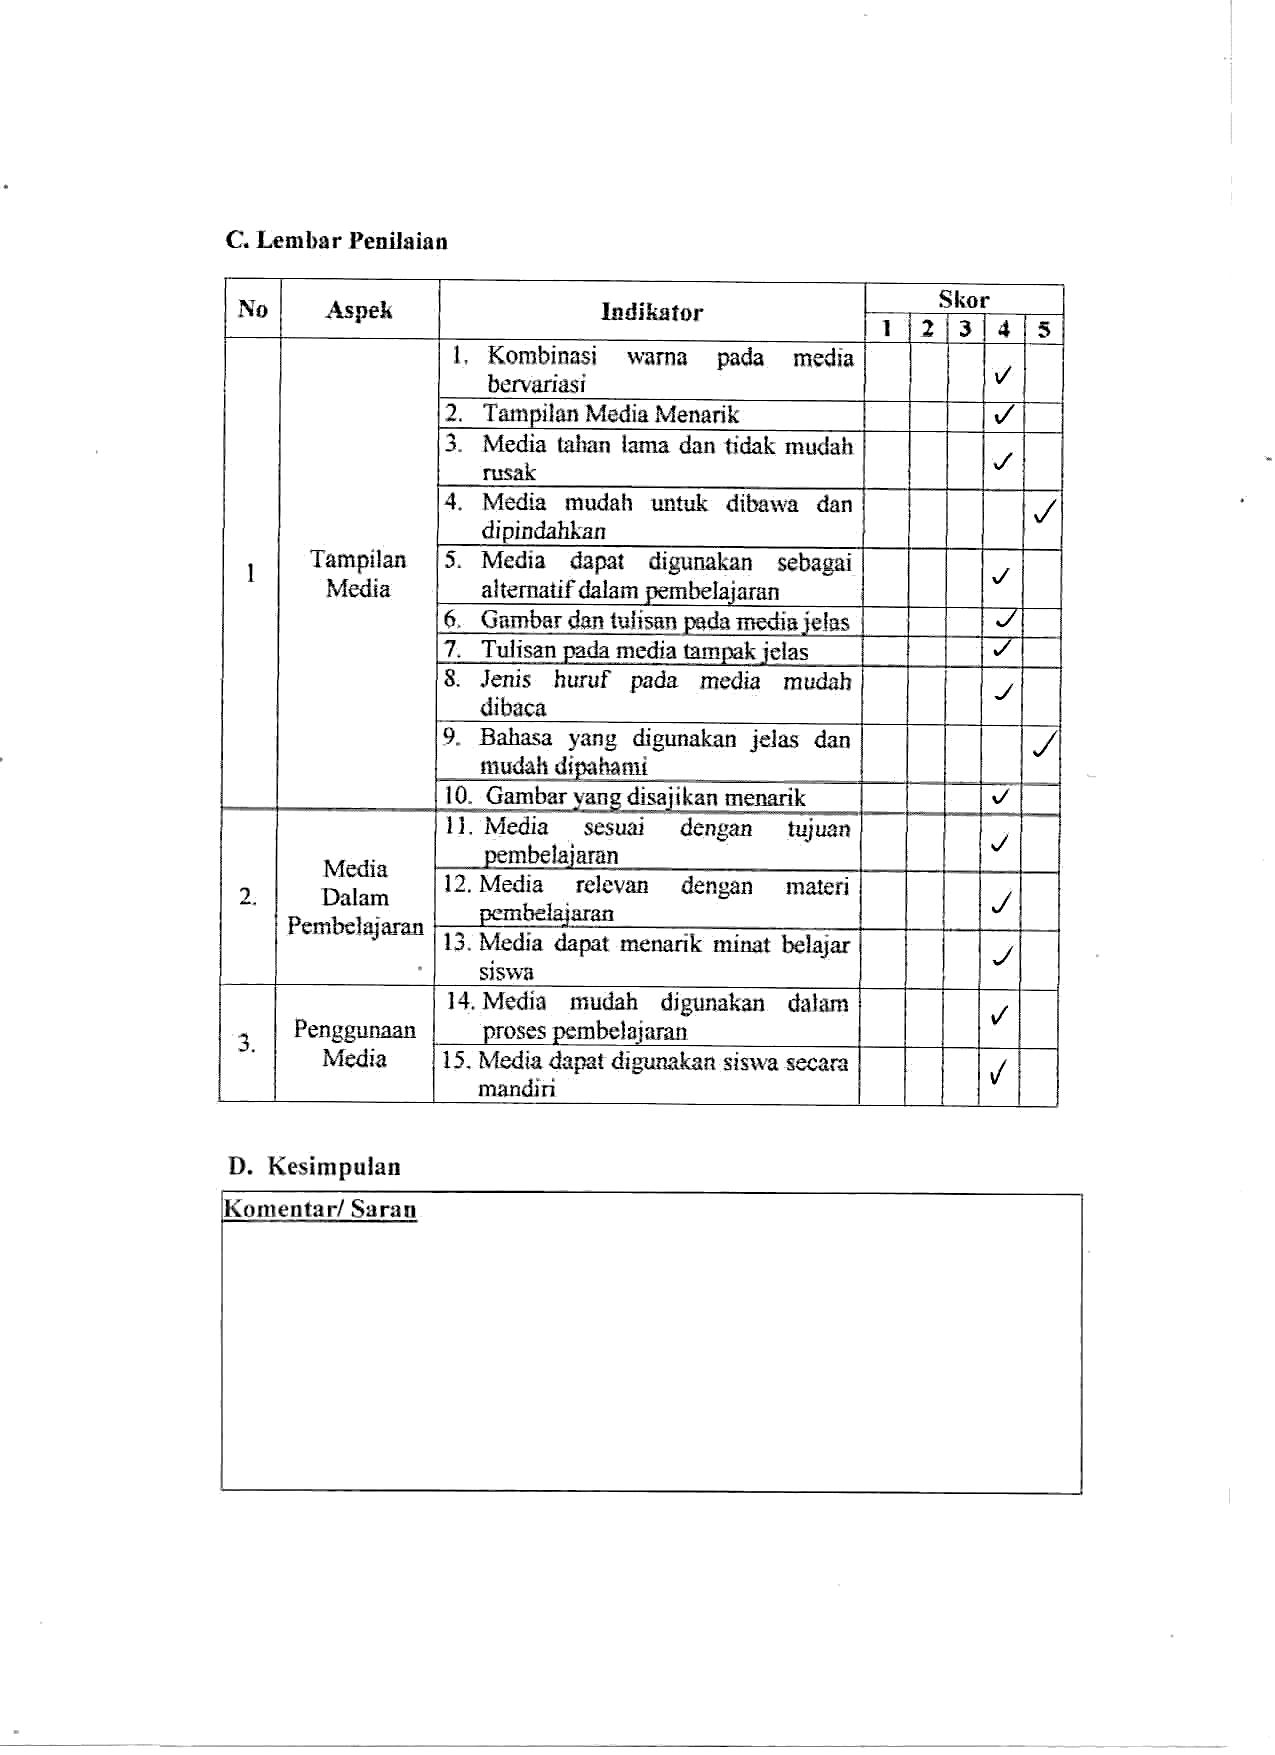 C. Lembar Penilaian
No Aspek Indikator Skor
1 2 3 4 5
1 Tampilan Media
1. Kombinasi warna pada media
bervariasi ✓
2. Tampilan Media Menarik ✓
3. Media tahan lama dan tidak mudah
rusak ✓
4. Media mudah untuk dibawa dan
dipindahkan ✓
5. Media dapat digunakan sebagai
alternatif dalam pembelajaran ✓
6. Gambar dan tulisan pada media jelas ✓
7. Tulisan pada media tampak jelas ✓
8. Jenis huruf pada media mudah
dibaca ✓
9. Bahasa yang digunakan jelas dan
mudah dipahami ✓
10. Gambar yang disajikan menarik ✓
2. Media Dalam Pembelajaran
11. Media sesuai dengan tujuan
pembelajaran ✓
12. Media relevan dengan materi
pembelajaran ✓
13. Media dapat menarik minat belajar
siswa ✓
3. Penggunaan Media
14. Media mudah digunakan dalam
proses pembelajaran ✓
15. Media dapat digunakan siswa secara
mandiri ✓
D. Kesimpulan
Komentar/ Saran